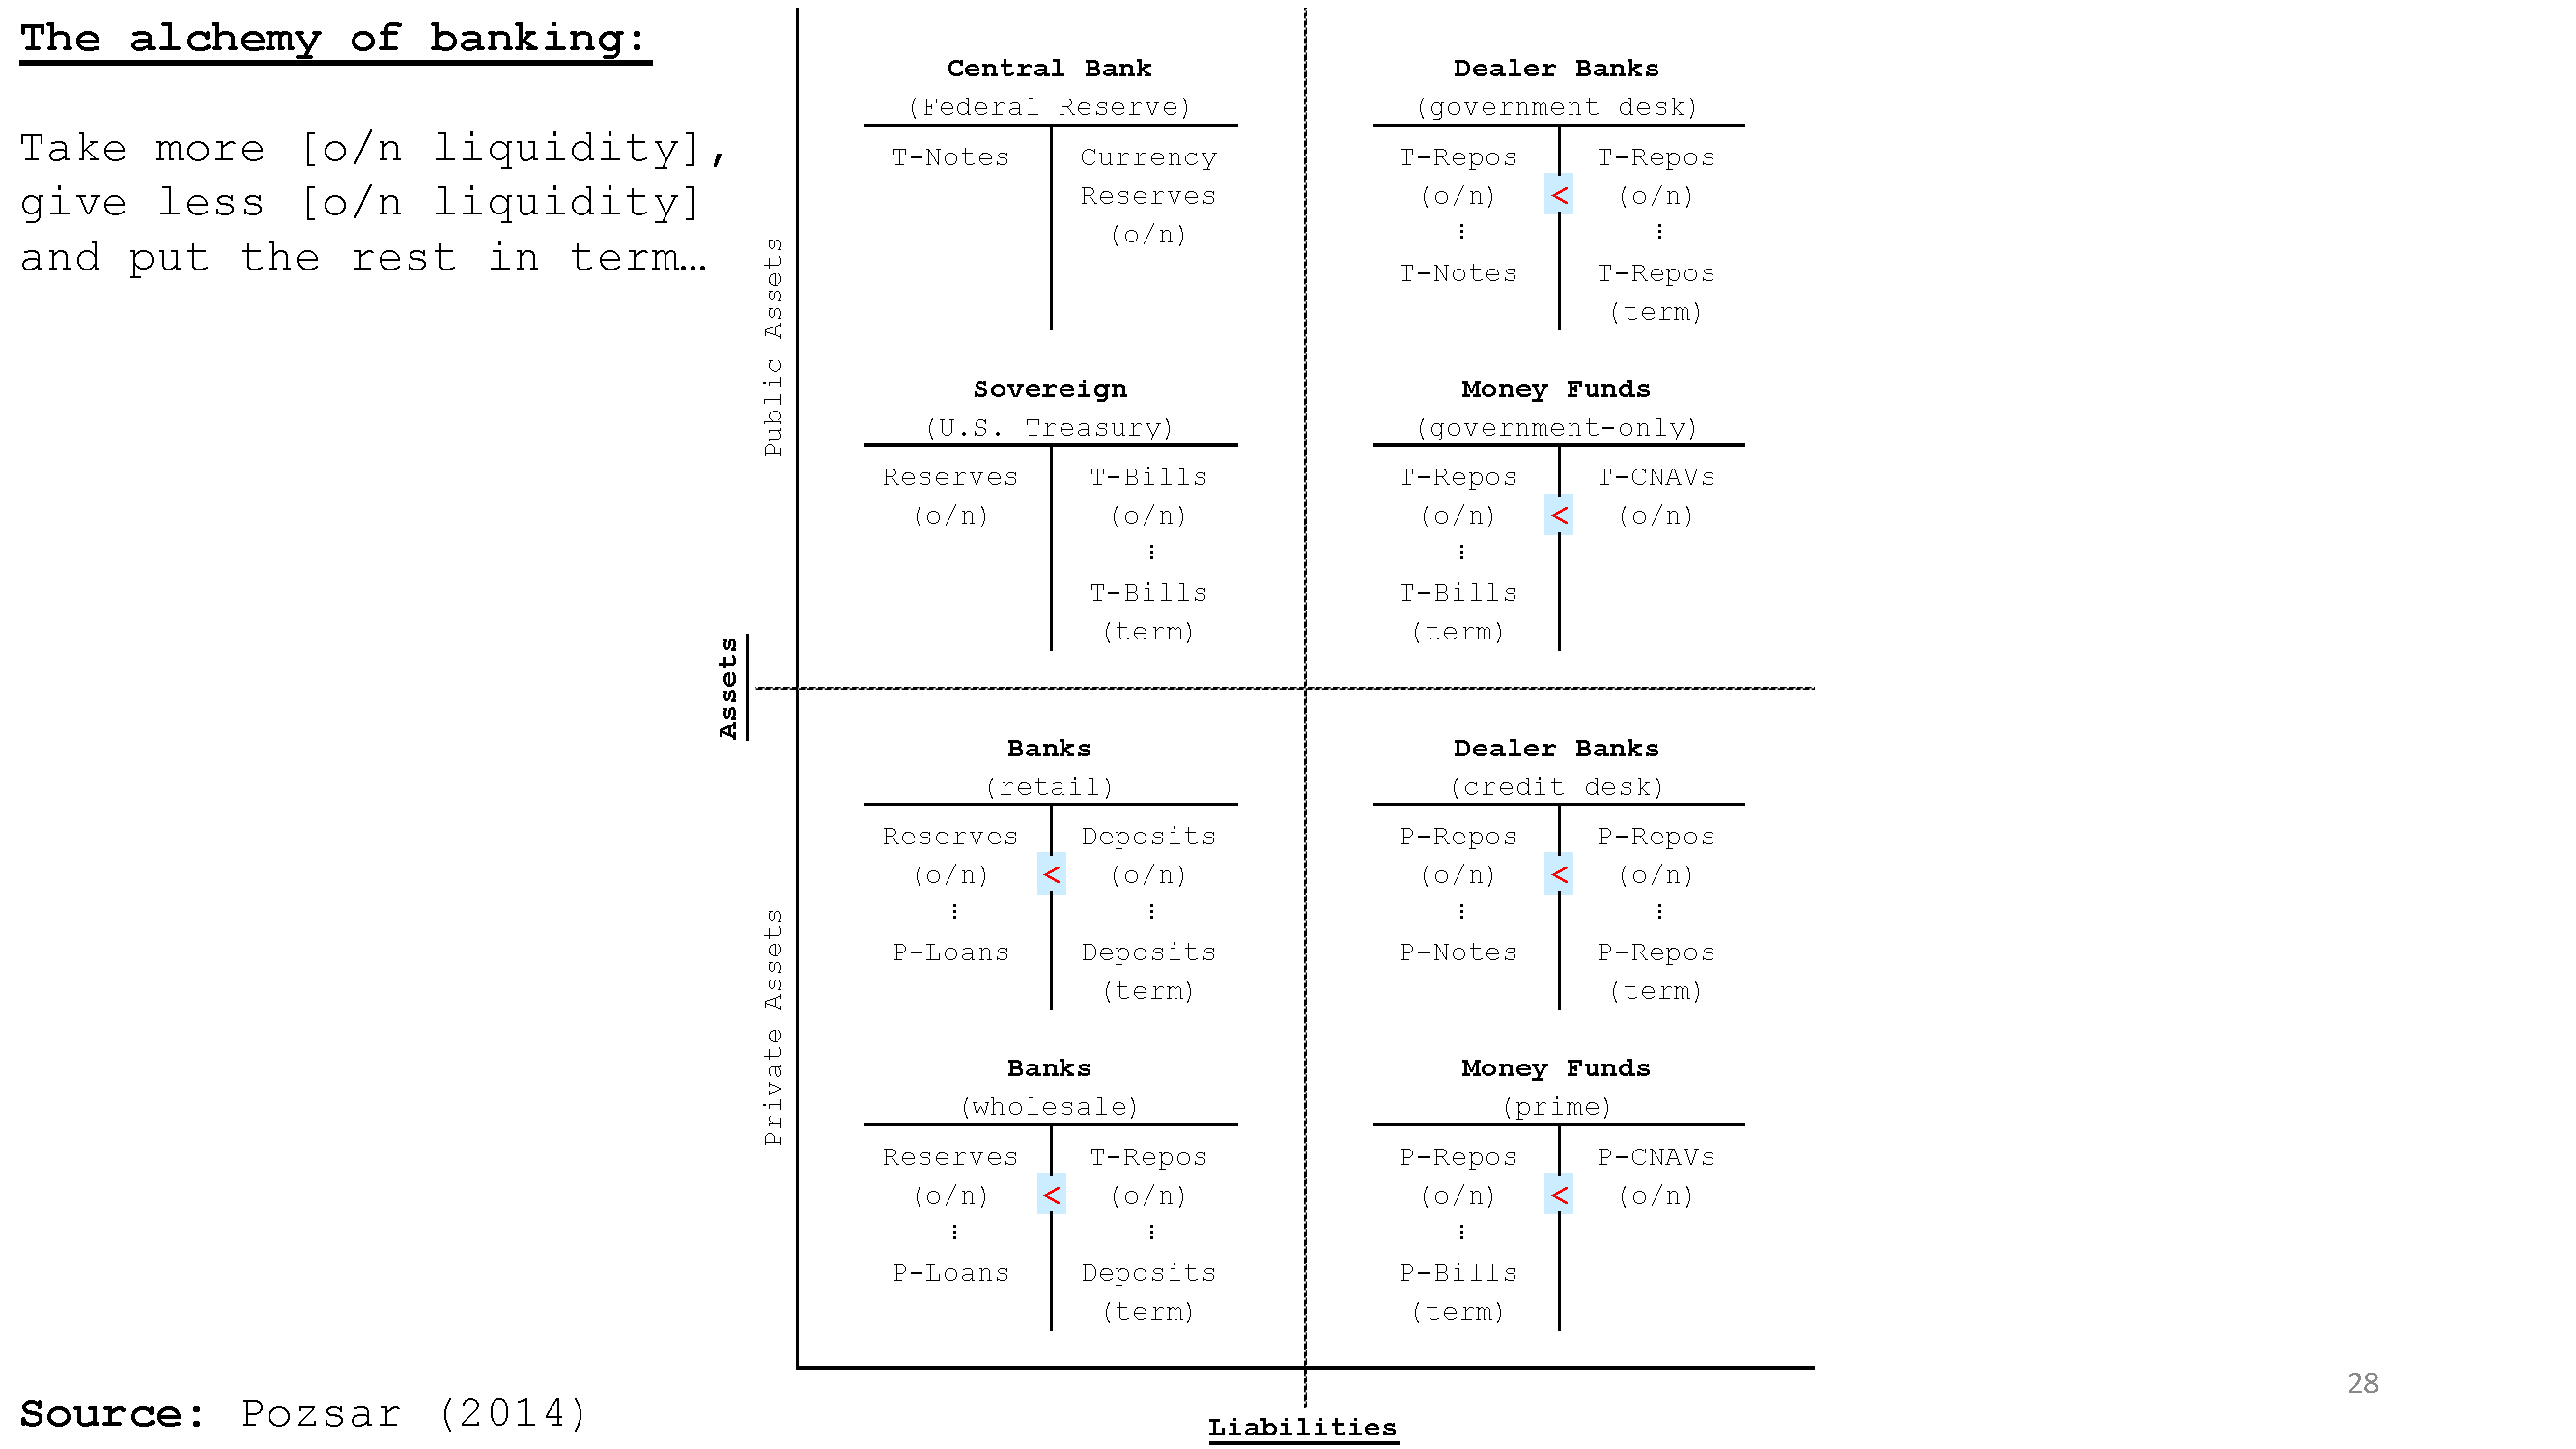 The alchemy of banking:
Take more [o/n liquidity],
give less [o/n liquidity]
and put the rest in term…
Assets
Public Assets
Private Assets
Central Bank
(Federal Reserve)
T-Notes Currency
Reserves
(o/n)
Dealer Banks
(government desk)
T-Repos T-Repos
(o/n) < (o/n)
⋮ ⋮
T-Notes T-Repos
(term)
Sovereign
(U.S. Treasury)
Reserves T-Bills
(o/n) (o/n)
⋮
T-Bills
(term)
Money Funds
(government-only)
T-Repos T-CNAVs
(o/n) < (o/n)
⋮
T-Bills
(term)
Banks
(retail)
Reserves Deposits
(o/n) < (o/n)
⋮ ⋮
P-Loans Deposits
(term)
Dealer Banks
(credit desk)
P-Repos P-Repos
(o/n) < (o/n)
⋮ ⋮
P-Notes P-Repos
(term)
Banks
(wholesale)
Reserves T-Repos
(o/n) < (o/n)
⋮ ⋮
P-Loans Deposits
(term)
Money Funds
(prime)
P-Repos P-CNAVs
(o/n) < (o/n)
⋮
P-Bills
(term)
Liabilities
Source: Pozsar (2014)
28